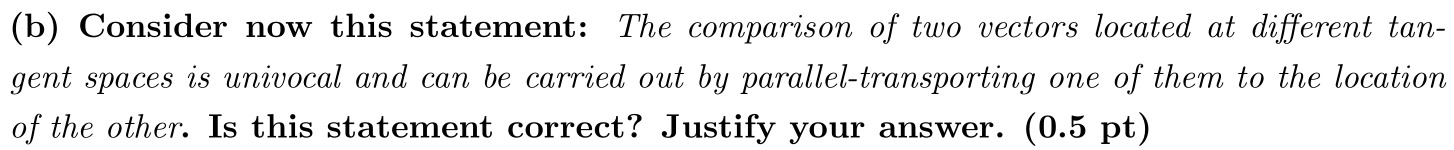 (b) Consider now this statement: The comparison of two vectors located at different tan-
gent spaces is univocal and can be carried out by parallel-transporting one of them to the location
of the other. Is this statement correct? Justify your answer. (0.5 pt)